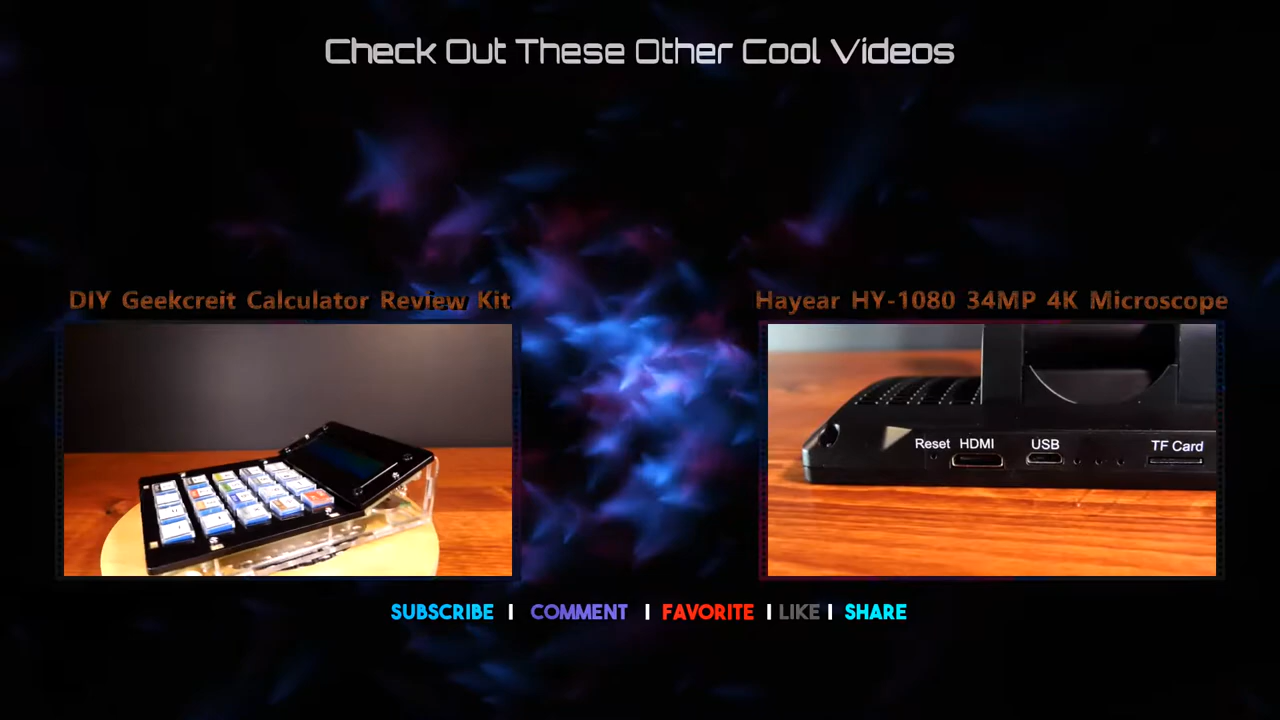 Check Out These Other Cool Videos
DIY Geekcreit Calculator Review Kit
Hayear HY-1080 34MP 4K Microscope
Reset HDMI USB TF Card
SUBSCRIBE | COMMENT | FAVORITE | LIKE | SHARE